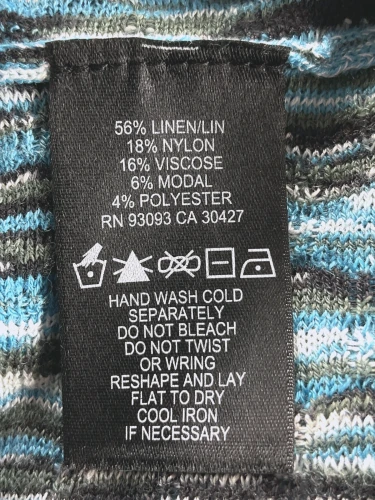 56% LINEN/LIN
18% NYLON
16% VISCOSE
6% MODAL
4% POLYESTER
RN 93093 CA 30427
HAND WASH COLD
SEPARATELY
DO NOT BLEACH
DO NOT TWIST
OR WRING
RESHAPE AND LAY
FLAT TO DRY
COOL IRON
IF NECESSARY